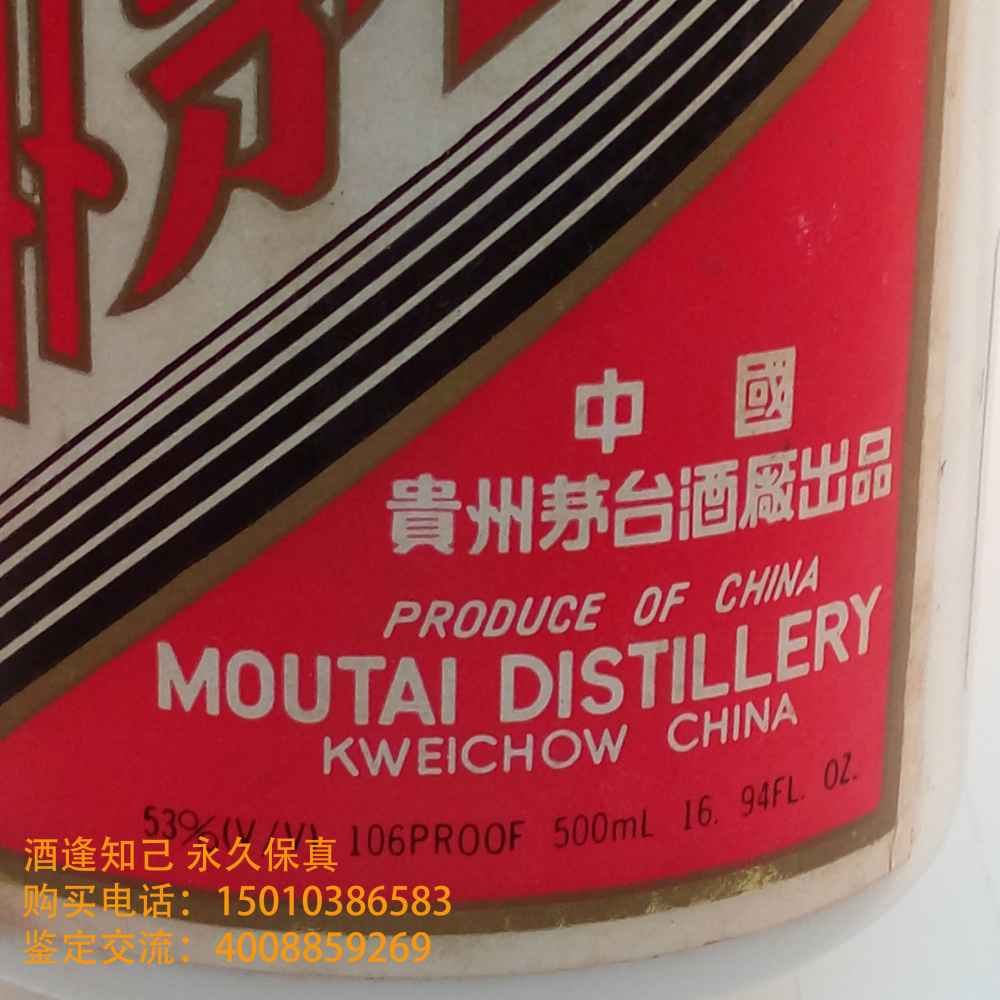 中國
貴州茅台酒廠出品
PRODUCE OF CHINA
MOUTAI DISTILLERY
KWEICHOW CHINA
53%(V/V) 106PROOF 500mL 16. 94FL. OZ.
酒逢知己 永久保真
购买电话：15010386583
鉴定交流：4008859269